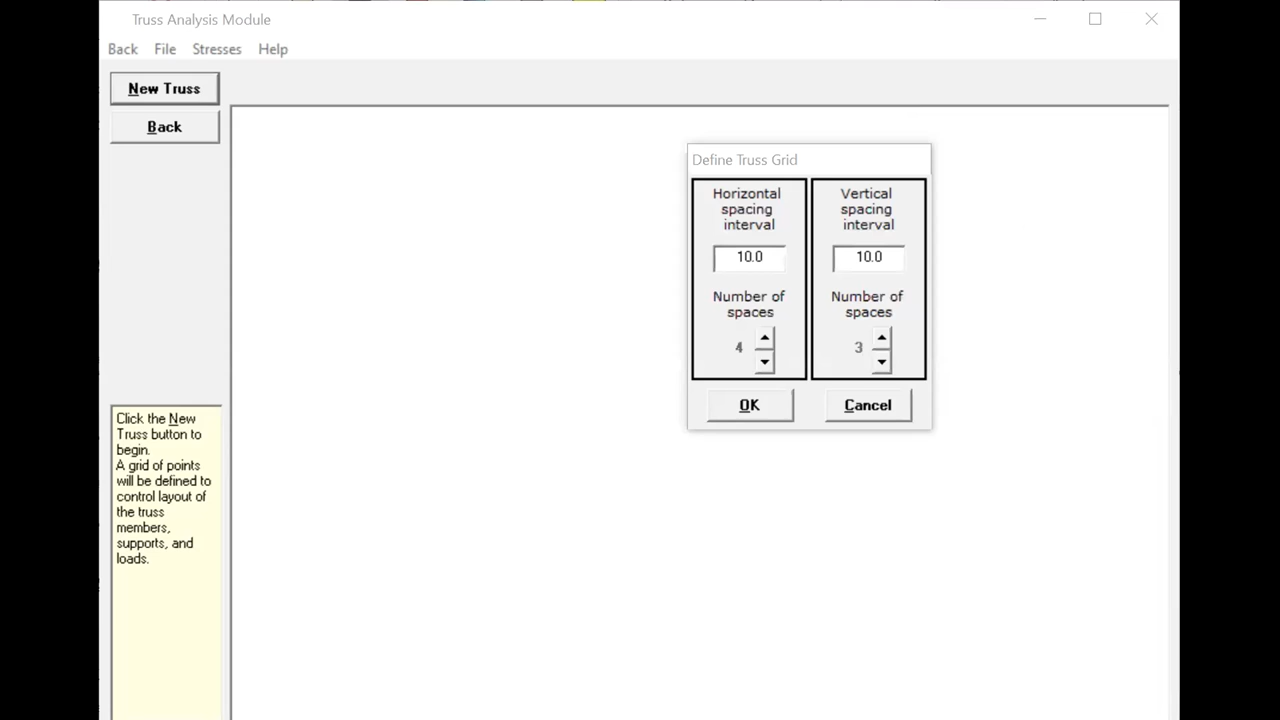 Truss Analysis Module
Back File Stresses Help
New Truss
Back
Define Truss Grid
Horizontal
spacing
interval
10.0
Number of
spaces
4
Vertical
spacing
interval
10.0
Number of
spaces
3
OK
Cancel
Click the New
Truss button to
begin.
A grid of points
will be defined to
control layout of
the truss
members,
supports, and
loads.